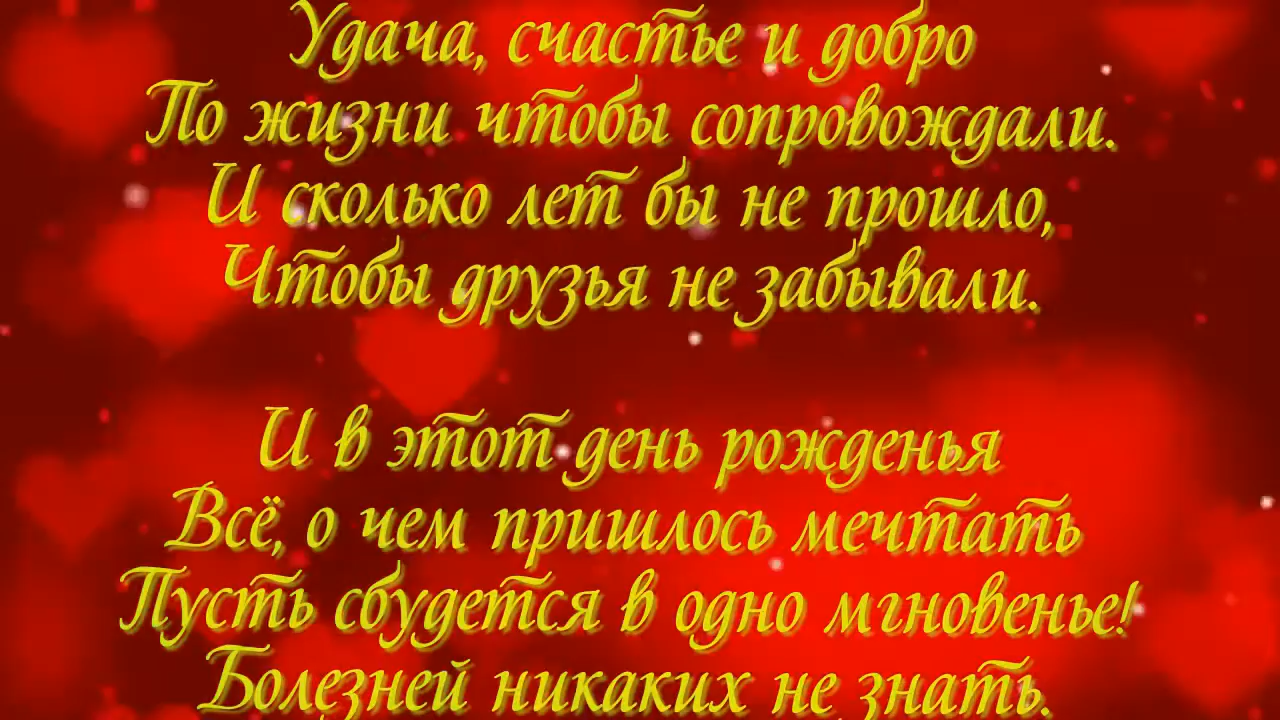 Удача, счастье и добро
По жизни чтобы сопровождали.
И сколько лет бы не прошло,
Чтобы друзья не забывали.
И в этот день рожденья
Всё, о чем пришлось мечтать
Пусть сбудется в одно мгновенье!
Болезней никаких не знать.